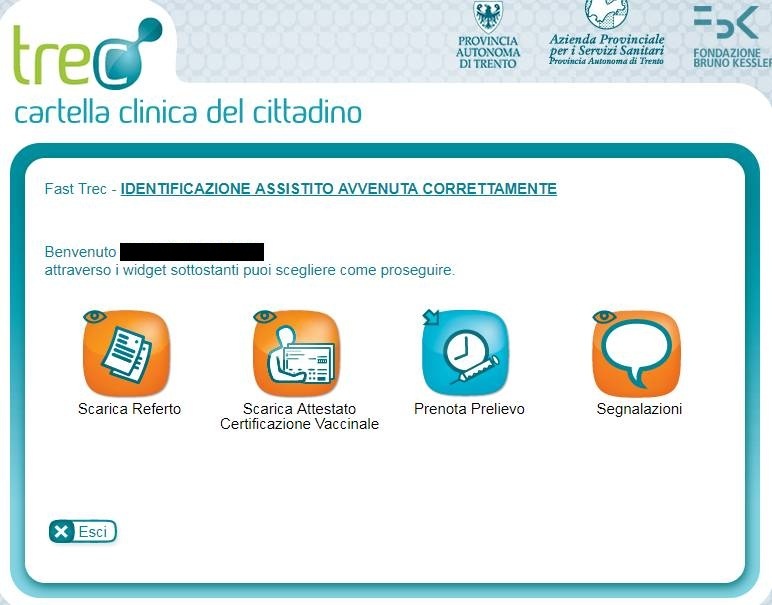 trec
PROVINCIA
AUTONOMA
DI TRENTO
Azienda Provinciale
per i Servizi Sanitari
Provincia Autonoma di Trento
FBK
FONDAZIONE
BRUNO KESSLER
cartella clinica del cittadino
Fast Trec - IDENTIFICAZIONE ASSISTITO AVVENUTA CORRETTAMENTE
Benvenuto
attraverso i widget sottostanti puoi scegliere come proseguire.
Scarica Referto
Scarica Attestato
Certificazione Vaccinale
Prenota Prelievo
Segnalazioni
Esci